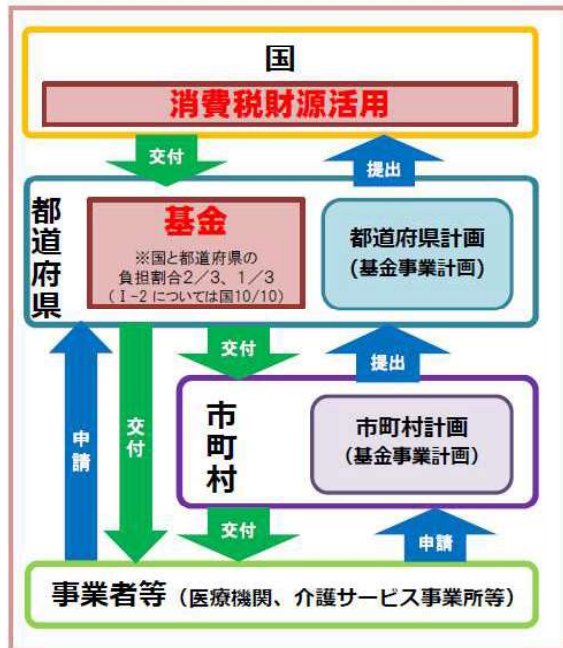 国
消費税財源活用
交付
提出
都道府県
基金
※国と都道府県の
負担割合2/3、1/3
(Ⅰ-2 については国10/10)
都道府県計画
(基金事業計画)
交付
提出
申請
交付
市町村
市町村計画
(基金事業計画)
交付
申請
事業者等（医療機関、介護サービス事業所等）